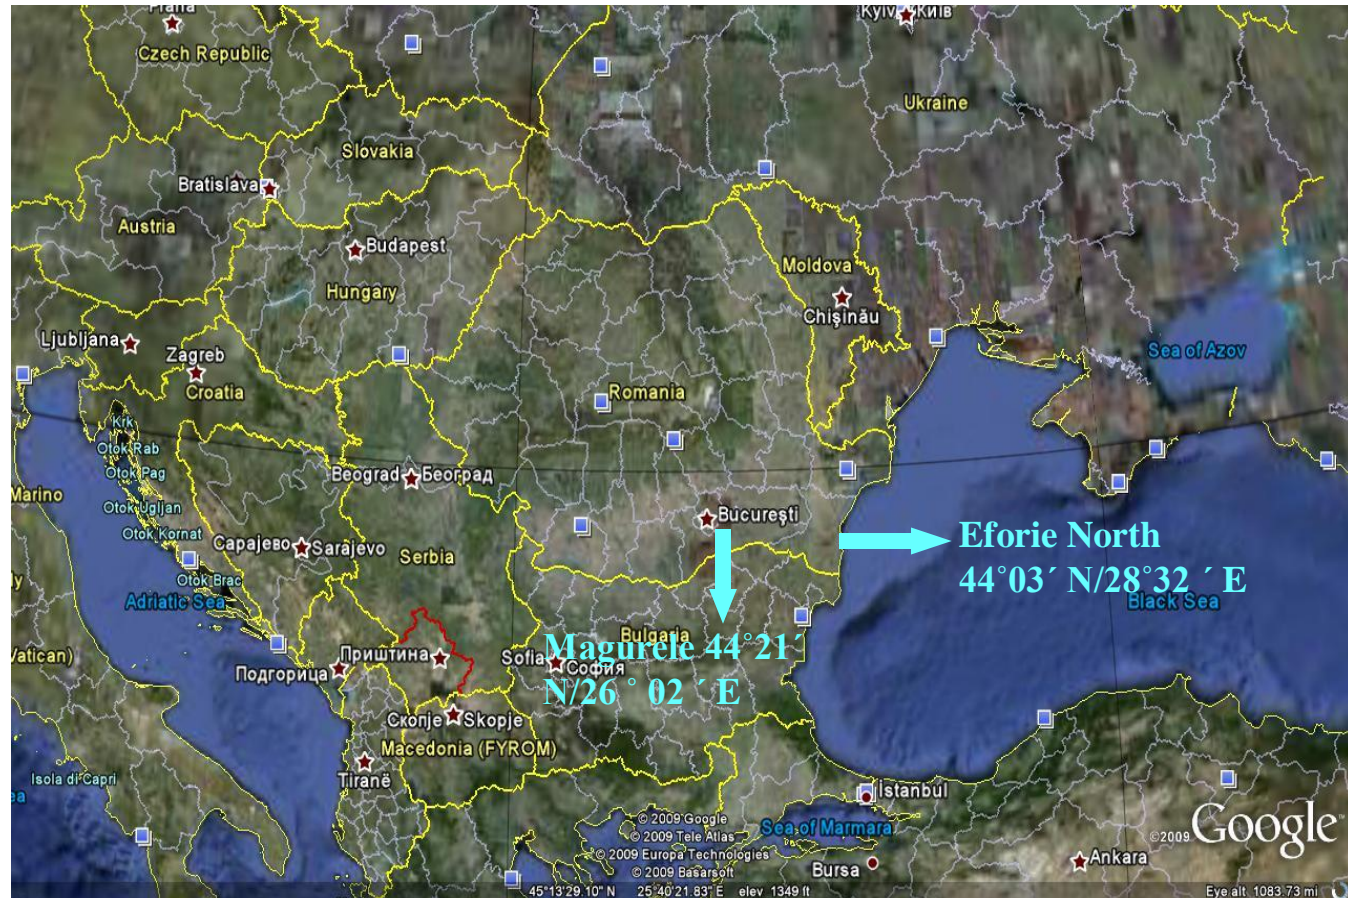 Praha
Kyiv Київ
Czech Republic
Ukraine
Slovakia
Bratislava
Austria
Budapest
Moldova
Hungary
Chişinău
Ljubljana
Zagreb
Sea of Azov
Croatia
Romania
Krk
Otok Rab
Otok Pag
Beograd Београд
Marino
Otok Ugljan
Bucureşti
Otok Kornat
Сарајево Sarajevo
Serbia
Eforie North
44°03´ N/28°32 ´ E
Otok Brac
Adriatic Sea
Black Sea
Bulgaria
Magurele 44°21´
N/26 ° 02 ´ E
Vatican)
Приштина
Подгорица
Sofia София
Скопје Skopje
Macedonia (FYROM)
Tiranë
Isola di Capri
İstanbul
Sea of Marmara
© 2009 Google
© 2009 Tele Atlas
© 2009 Europa Technologies
© 2009 Basarsoft
©2009 Google
Bursa
Ankara
45°13'29.10" N 25°40'21.83" E elev 1349 ft
Eye alt 1083.73 mi